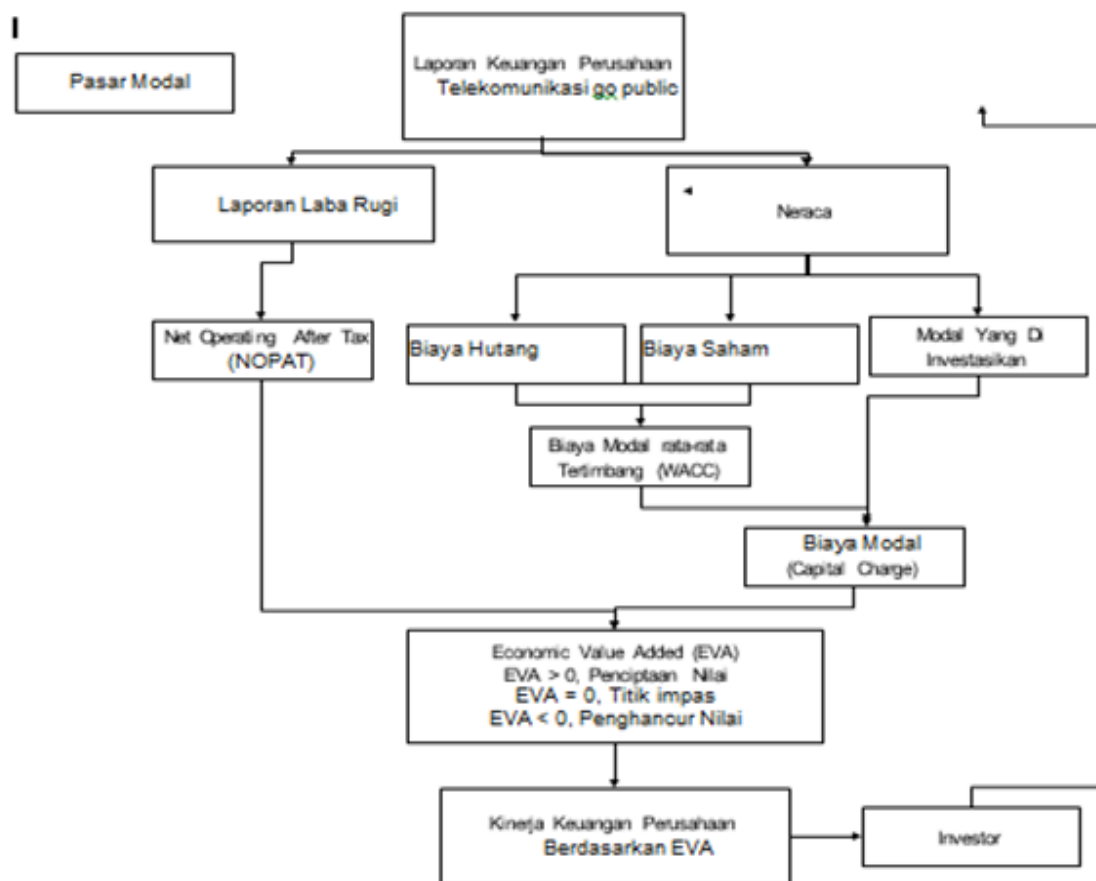 Pasar Modal
Laporan Keuangan Perusahaan
Telekomunikasi go public
Laporan Laba Rugi
Neraca
Net Operating After Tax
(NOPAT)
Biaya Hutang
Biaya Saham
Modal Yang Di
Investasikan
Biaya Modal rata-rata
Tertimbang (WACC)
Biaya Modal
(Capital Charge)
Economic Value Added (EVA)
EVA > 0, Penciptaan Nilai
EVA = 0, Titik impas
EVA < 0, Penghancur Nilai
Kinerja Keuangan Perusahaan
Berdasarkan EVA
Investor